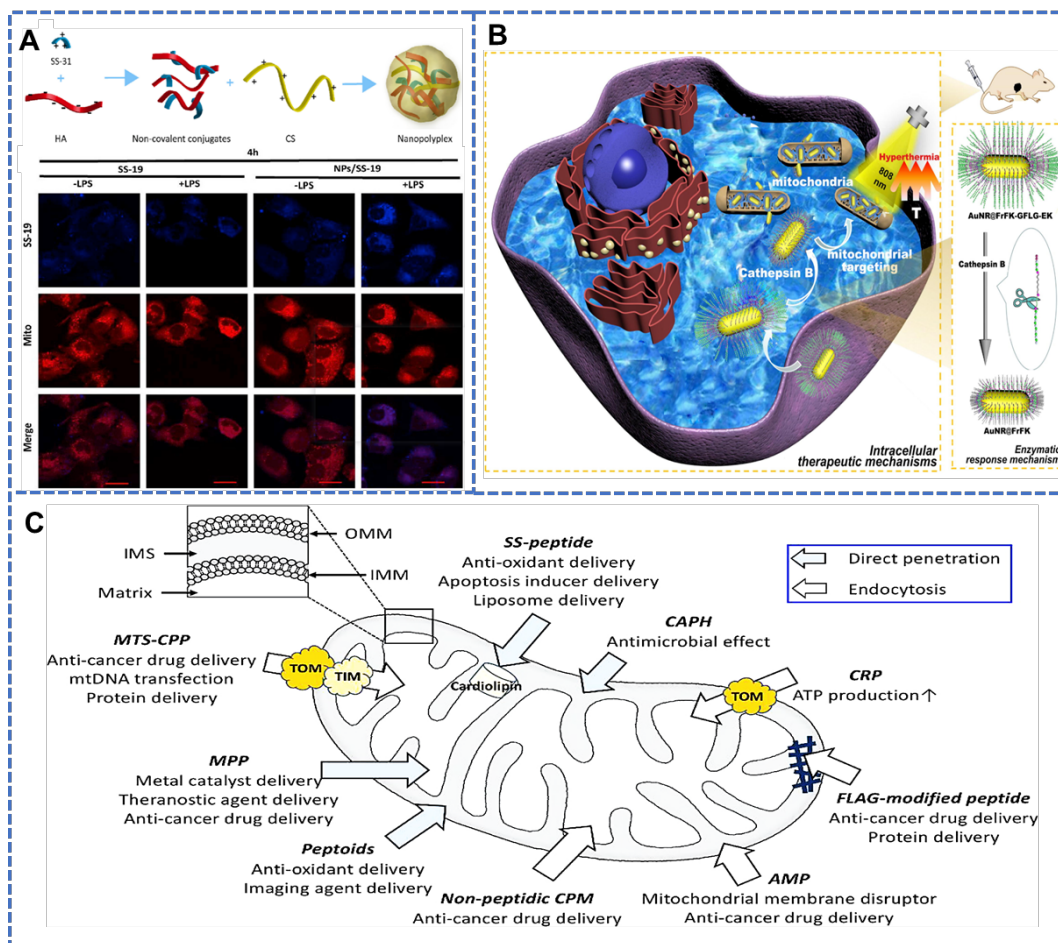 A
SS-31
+
+
HA
Non-covalent conjugates
CS
Nanopolyplex
4h
SS-19
NPs/SS-19
-LPS
+LPS
-LPS
+LPS
SS-19
Mito
Merge
B
mitochondria
808 nm
Hyperthermia
T
Cathepsin B
mitochondrial
targeting
Intracellular
therapeutic mechanisms
AuNR@FrFK-GFLG-EK
Cathepsin B
AuNR@FrFK
Enzymatic
response mechanism
C
OMM
IMS
IMM
Matrix
SS-peptide
Anti-oxidant delivery
Apoptosis inducer delivery
Liposome delivery
Direct penetration
Endocytosis
CAPH
Antimicrobial effect
MTS-CPP
Anti-cancer drug delivery
mtDNA transfection
Protein delivery
TOM
TIM
Cardiolipin
TOM
CRP
ATP production↑
MPP
Metal catalyst delivery
Theranostic agent delivery
Anti-cancer drug delivery
FLAG-modified peptide
Anti-cancer drug delivery
Protein delivery
Peptoids
Anti-oxidant delivery
Imaging agent delivery
Non-peptidic CPM
Anti-cancer drug delivery
AMP
Mitochondrial membrane disruptor
Anti-cancer drug delivery